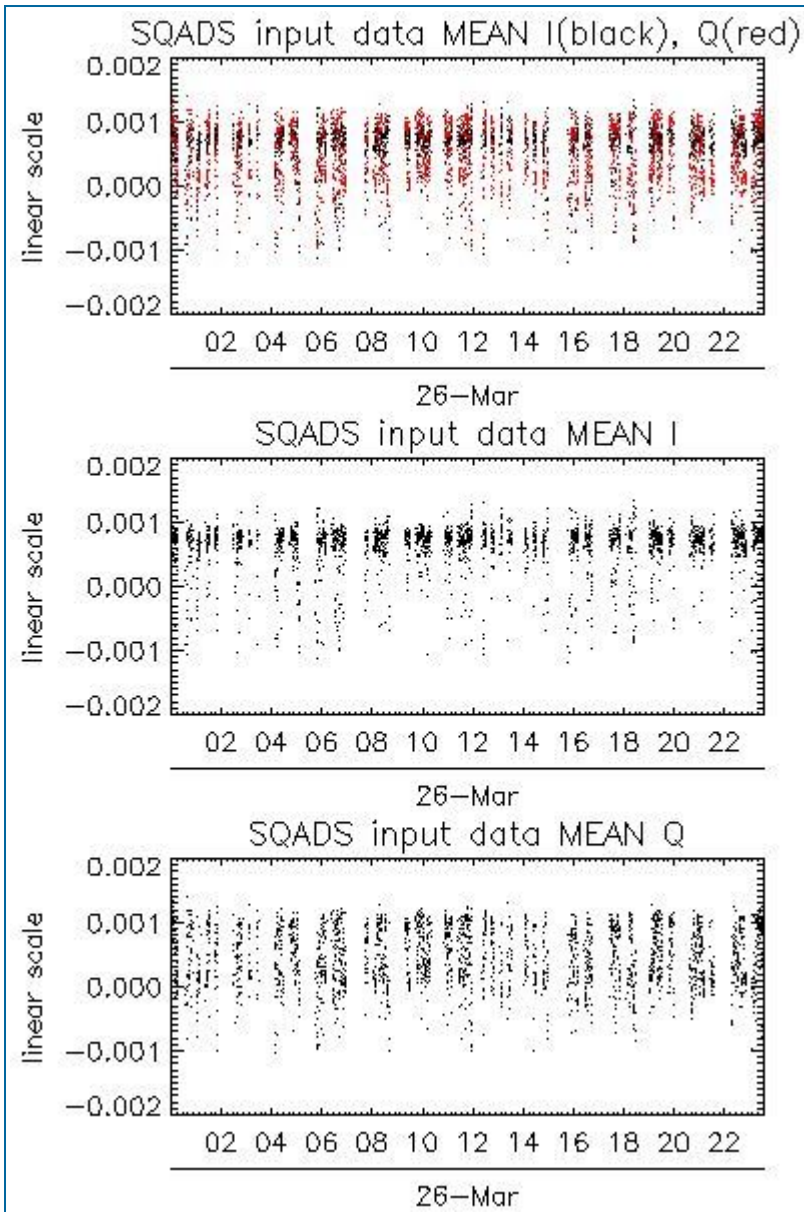 SQADS input data MEAN I(black), Q(red)
linear scale
0.002
0.001
0.000
−0.001
−0.002
02 04 06 08 10 12 14 16 18 20 22
26−Mar
SQADS input data MEAN I
linear scale
0.002
0.001
0.000
−0.001
−0.002
02 04 06 08 10 12 14 16 18 20 22
26−Mar
SQADS input data MEAN Q
linear scale
0.002
0.001
0.000
−0.001
−0.002
02 04 06 08 10 12 14 16 18 20 22
26−Mar